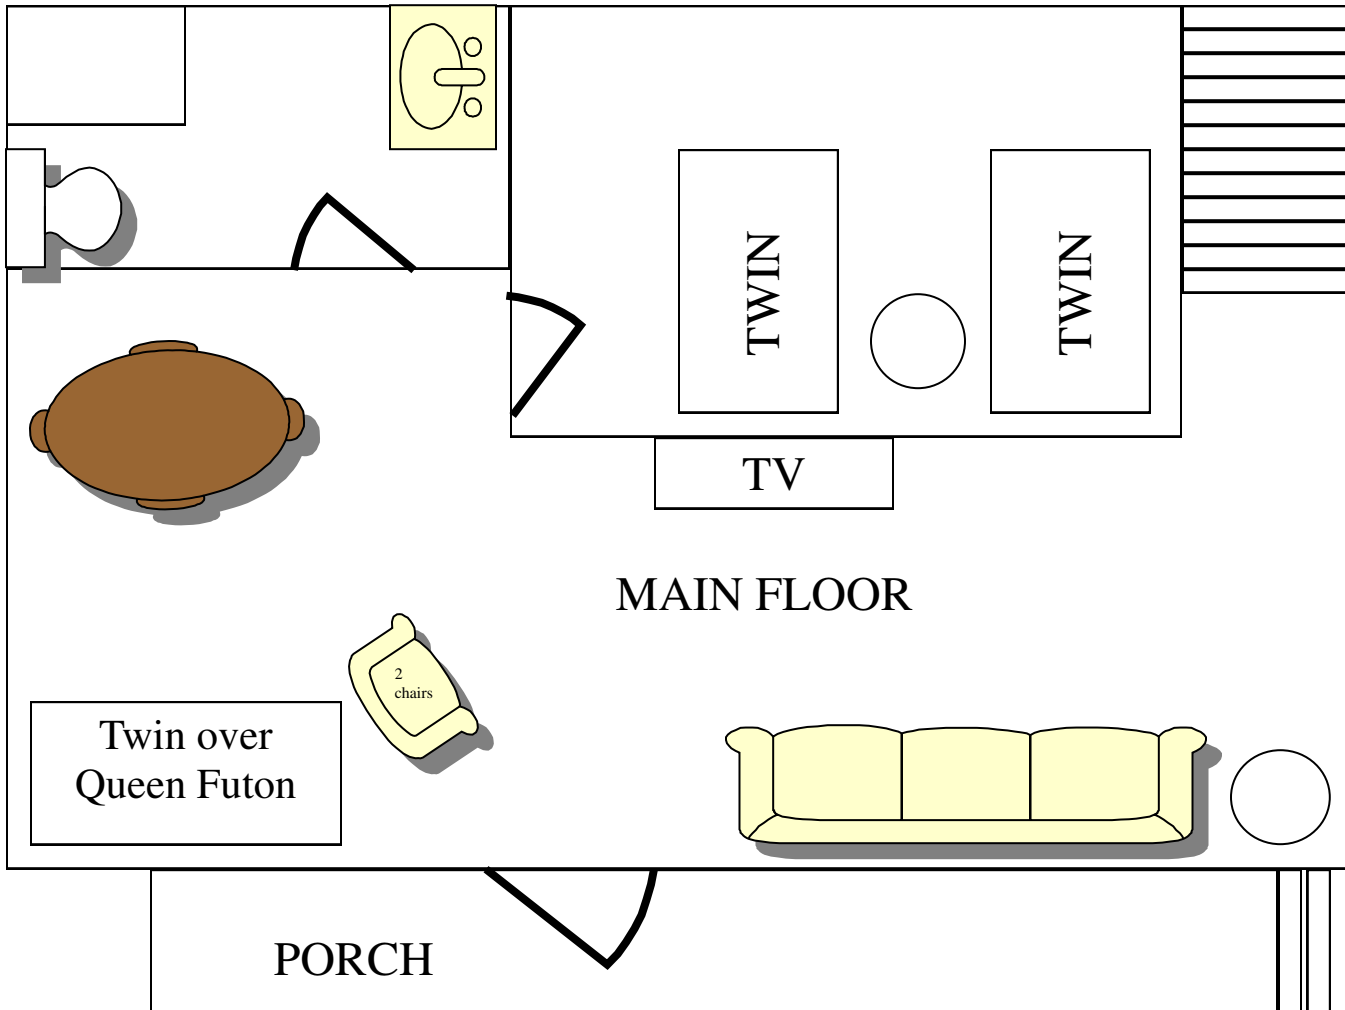 TWIN
TWIN
TV
MAIN FLOOR
2
chairs
Twin over
Queen Futon
PORCH